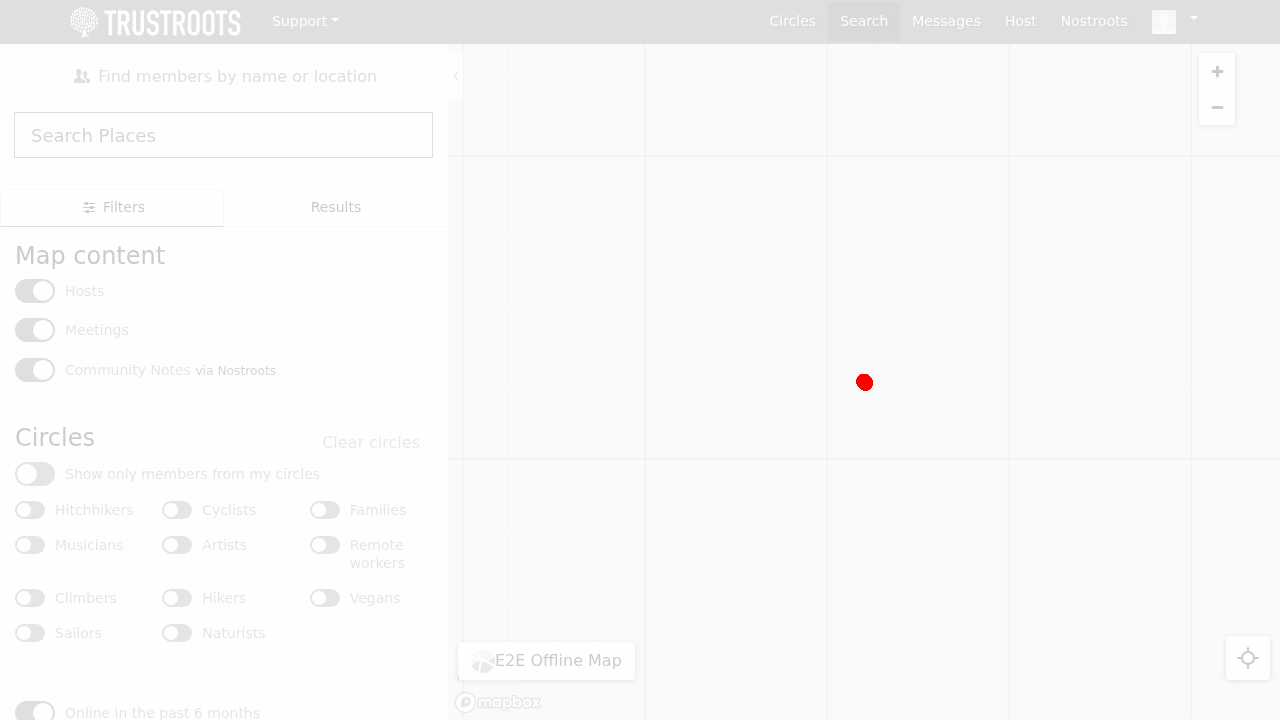 TRUSTROOTS Support Circles Search Messages Host Nostroots
Find members by name or location
Search Places
Filters Results
Map content
Hosts
Meetings
Community Notes via Nostroots
Circles Clear circles
Show only members from my circles
Hitchhikers Cyclists Families
Musicians Artists Remote workers
Climbers Hikers Vegans
Sailors Naturists
Online in the past 6 months
E2E Offline Map
mapbox